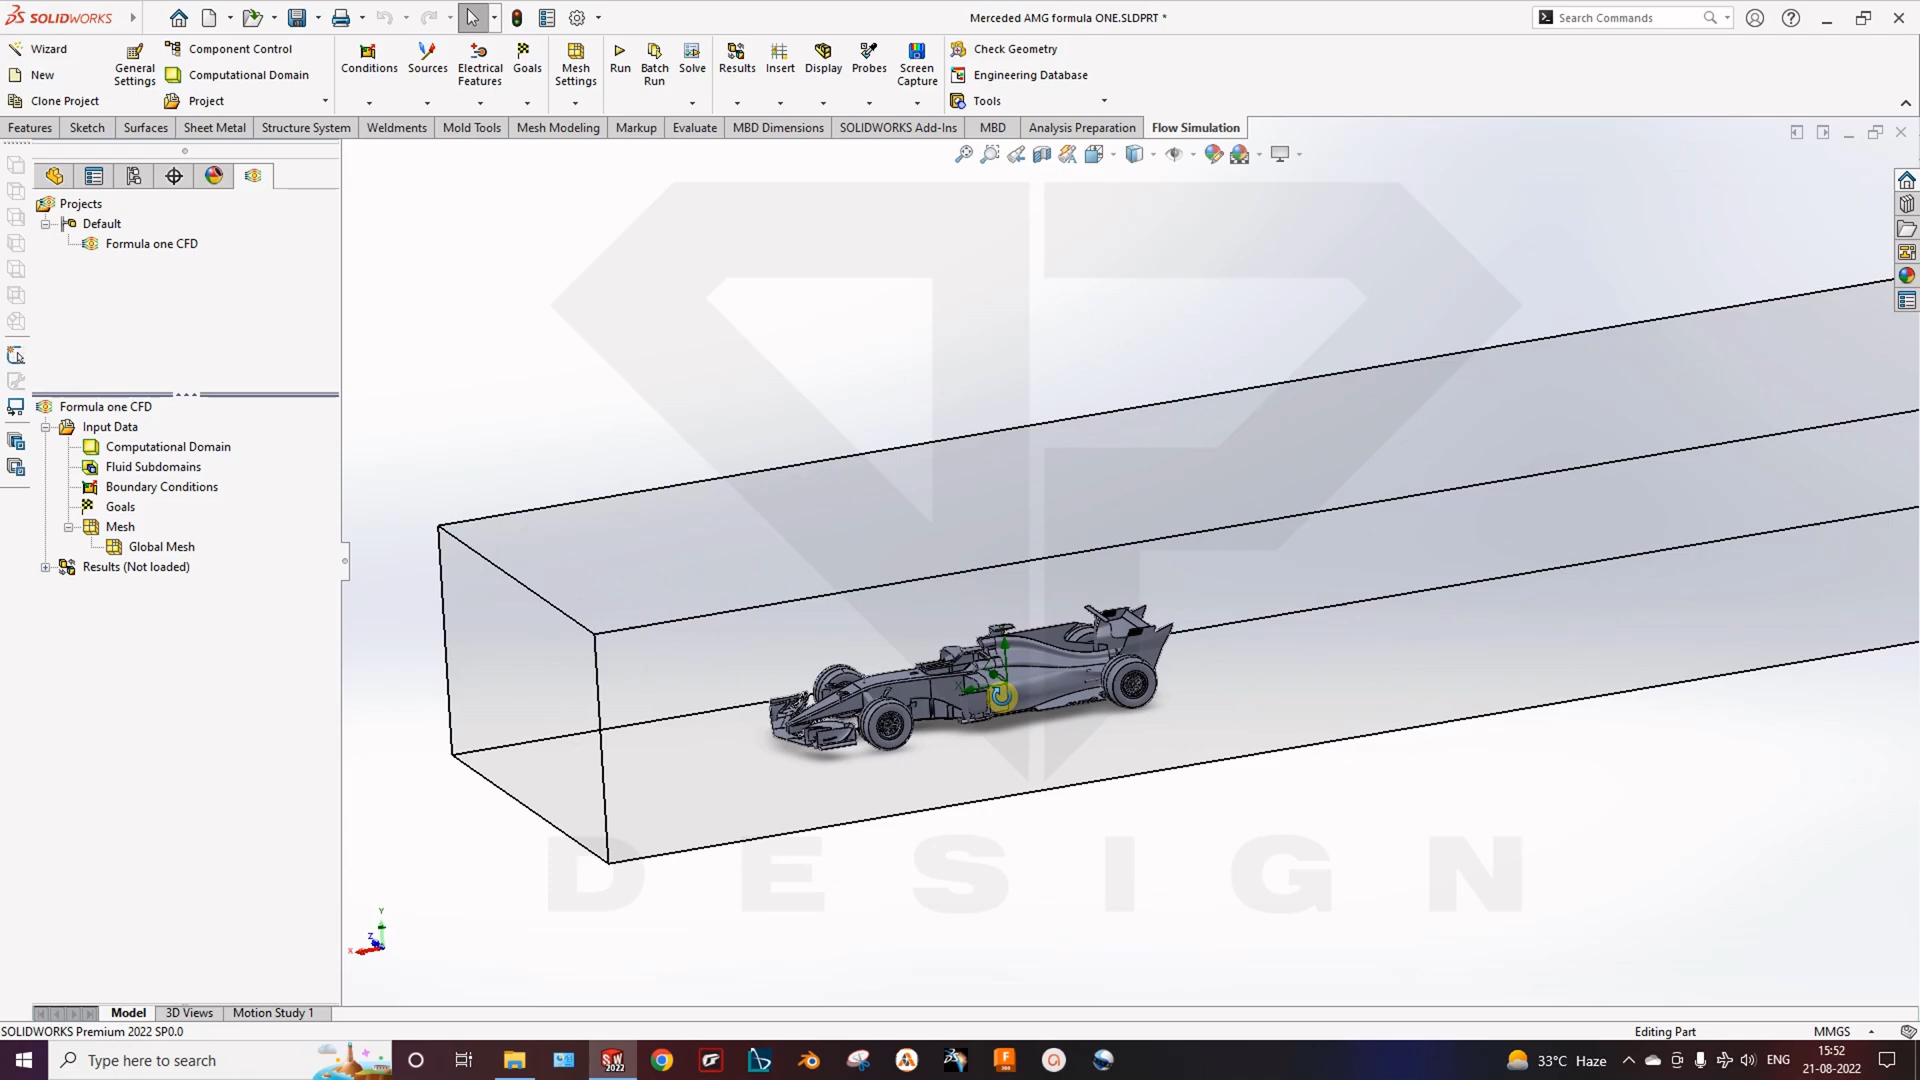 SOLIDWORKS
Merceded AMG formula ONE.SLDPRT *
Search Commands
Wizard
New
Clone Project
General Settings
Component Control
Computational Domain
Project
Conditions
Sources
Electrical Features
Goals
Mesh Settings
Run
Batch Run
Solve
Results
Insert
Display
Probes
Screen Capture
Check Geometry
Engineering Database
Tools
Features
Sketch
Surfaces
Sheet Metal
Structure System
Weldments
Mold Tools
Mesh Modeling
Markup
Evaluate
MBD Dimensions
SOLIDWORKS Add-Ins
MBD
Analysis Preparation
Flow Simulation
Projects
Default
Formula one CFD
Formula one CFD
Input Data
Computational Domain
Fluid Subdomains
Boundary Conditions
Goals
Mesh
Global Mesh
Results (Not loaded)
DESIGN
Y
Z
X
Model
3D Views
Motion Study 1
SOLIDWORKS Premium 2022 SP0.0
Editing Part
MMGS
Type here to search
SW
2022
33°C Haze
ENG
15:52
21-08-2022